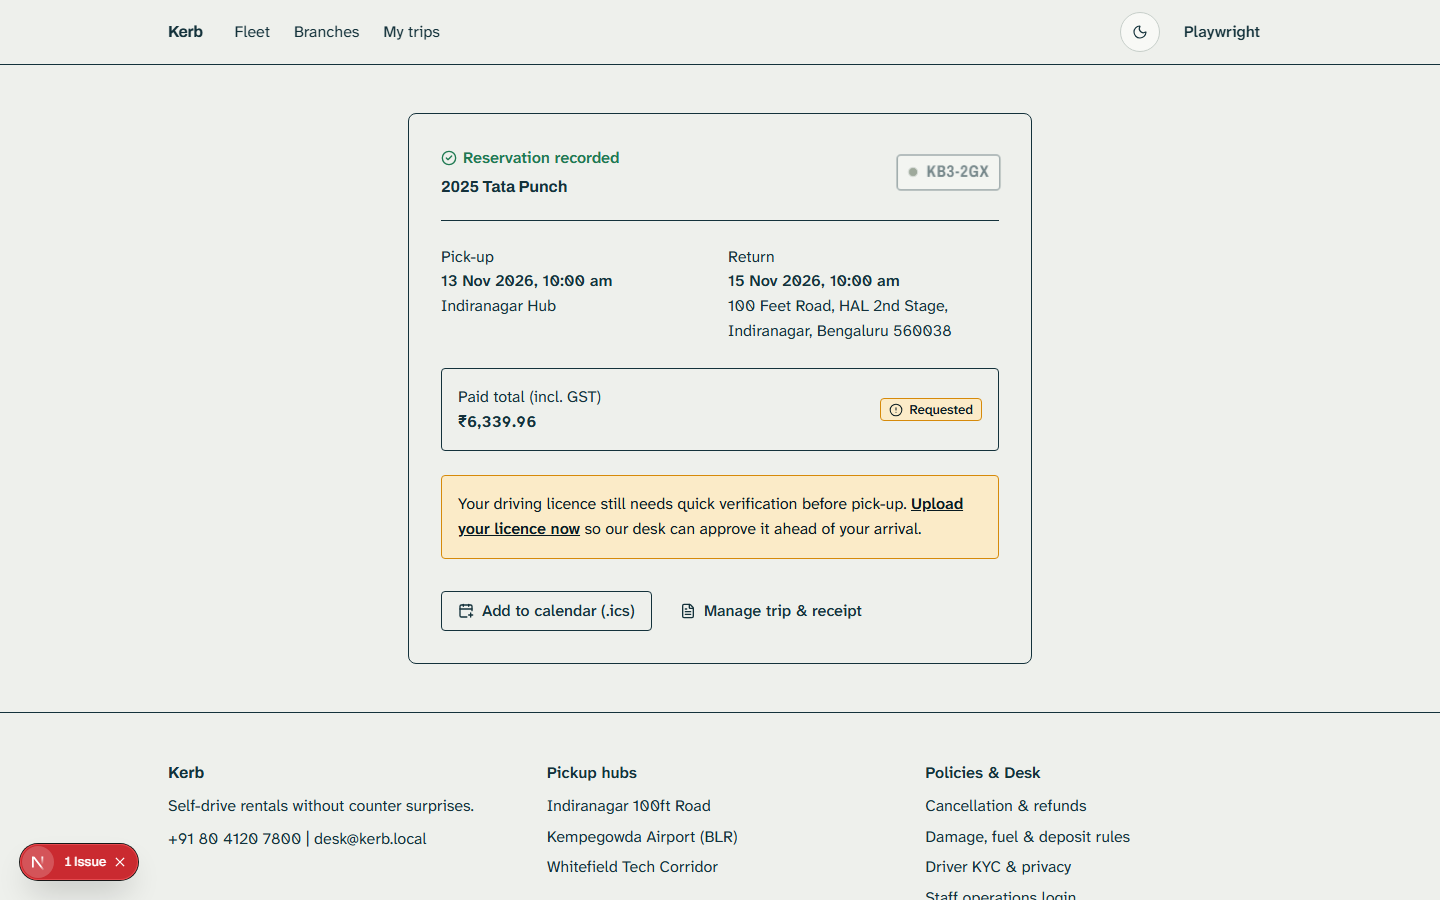 Kerb Fleet Branches My trips Playwright
Reservation recorded
2025 Tata Punch
KB3-2GX
Pick-up
13 Nov 2026, 10:00 am
Indiranagar Hub
Return
15 Nov 2026, 10:00 am
100 Feet Road, HAL 2nd Stage,
Indiranagar, Bengaluru 560038
Paid total (incl. GST)
₹6,339.96
Requested
Your driving licence still needs quick verification before pick-up. Upload
your licence now so our desk can approve it ahead of your arrival.
Add to calendar (.ics)
Manage trip & receipt
Kerb
Self-drive rentals without counter surprises.
+91 80 4120 7800 | desk@kerb.local
Pickup hubs
Indiranagar 100ft Road
Kempegowda Airport (BLR)
Whitefield Tech Corridor
Policies & Desk
Cancellation & refunds
Damage, fuel & deposit rules
Driver KYC & privacy
Staff operations login
N 1 Issue